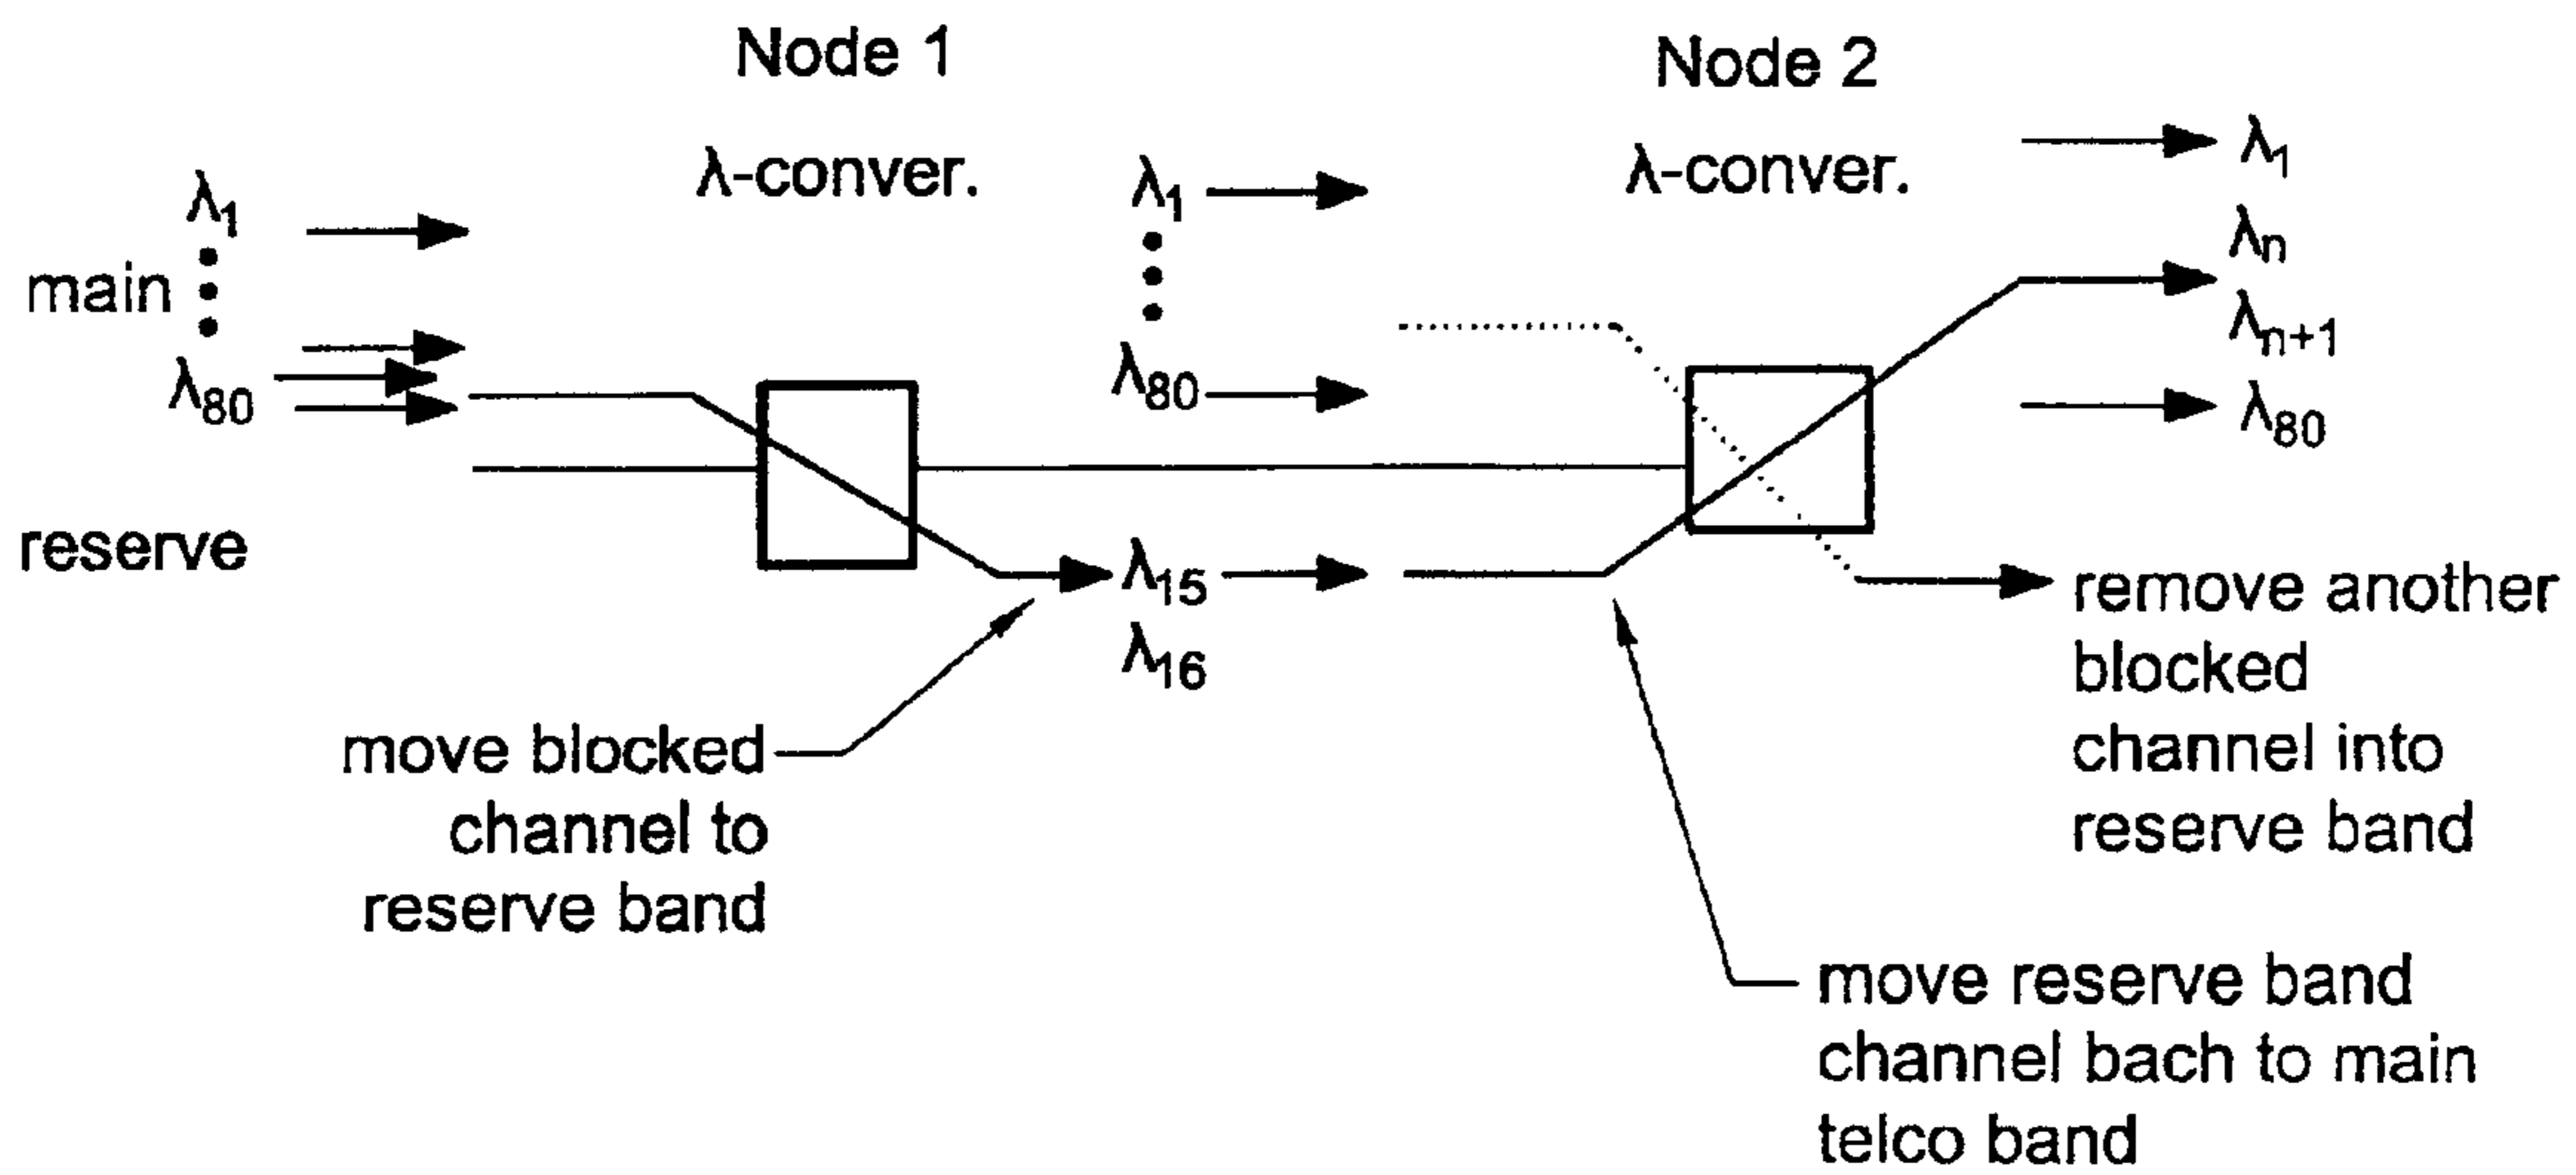 Node 1
λ-conver.
Node 2
λ-conver.
main
λ1
λ80
reserve
λ1
λ80
λ15
λ16
λ1
λn
λn+1
λ80
move blocked
channel to
reserve band
remove another
blocked
channel into
reserve band
move reserve band
channel bach to main
telco band